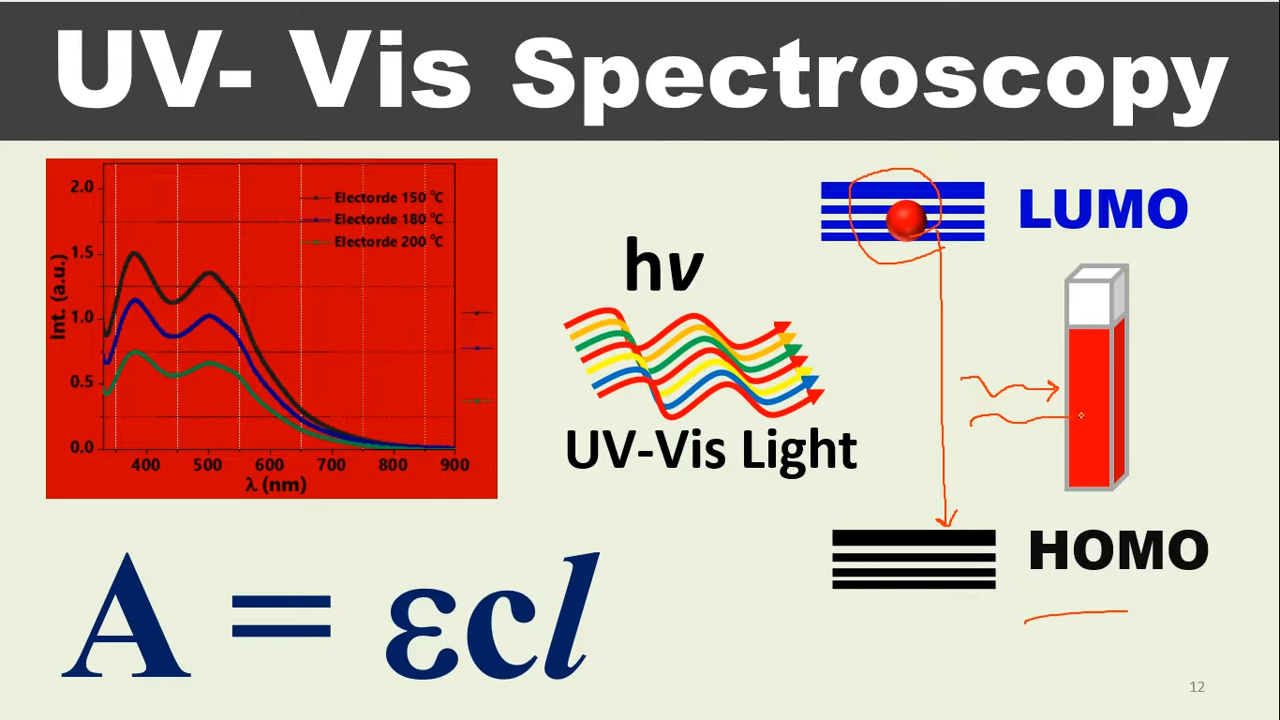 UV- Vis Spectroscopy
2.0
1.5
1.0
0.5
0.0
Int. (a.u.)
Electorde 150 °C
Electorde 180 °C
Electorde 200 °C
400 500 600 700 800 900
λ (nm)
hν
UV-Vis Light
LUMO
HOMO
A = εcl
12